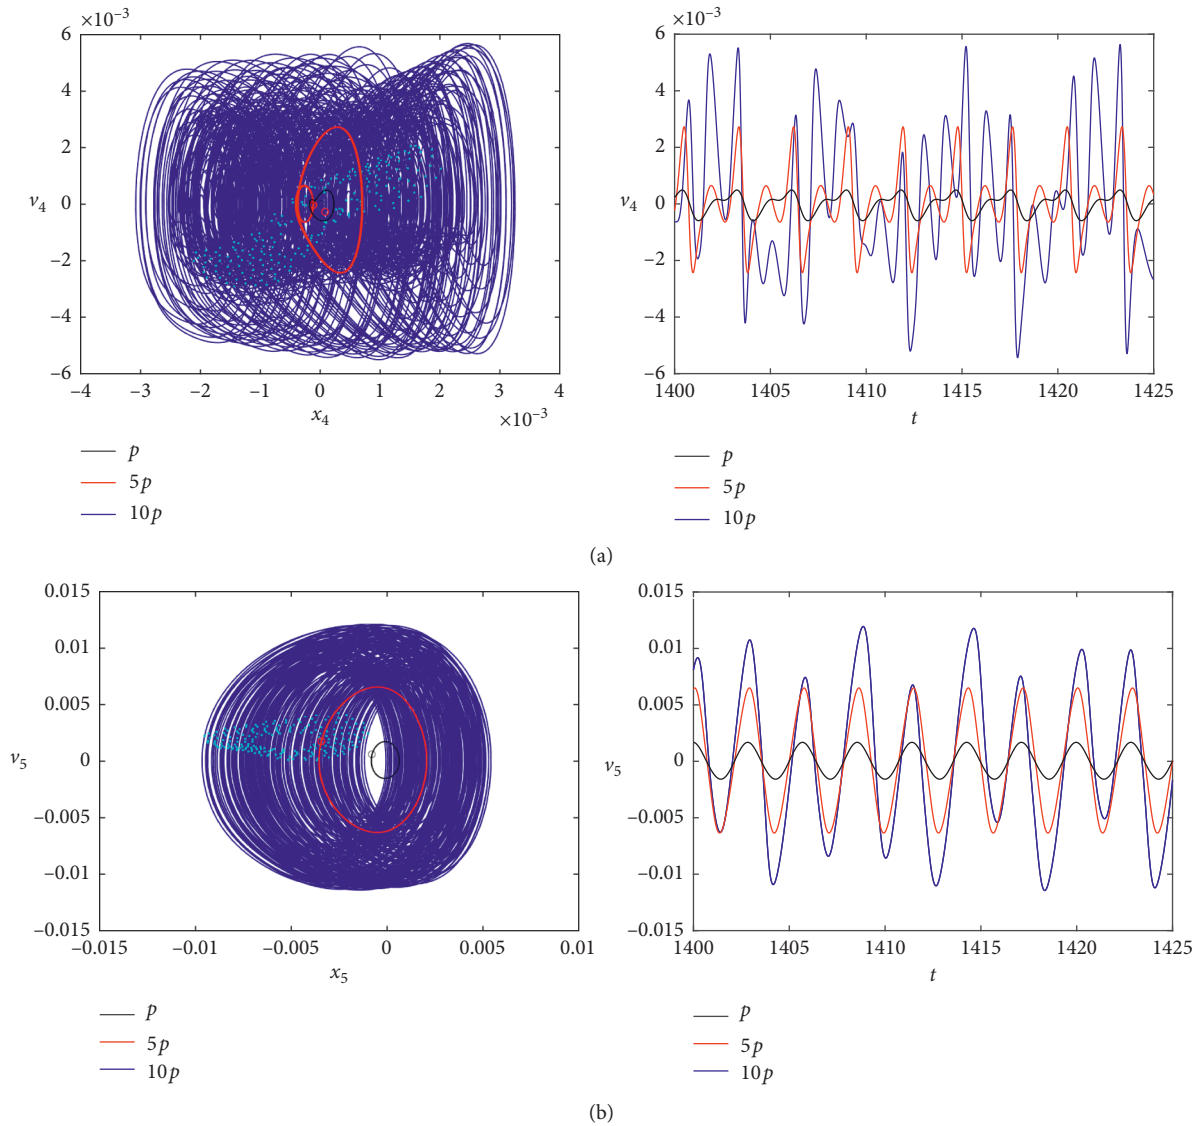 ×10⁻³
6
4
2
v₄ 0
−2
−4
−6
−4 −3 −2 −1 0 1 2 3 4
x₄ ×10⁻³
p
5p
10p
×10⁻³
6
4
2
v₄ 0
−2
−4
−6
1400 1405 1410 1415 1420 1425
t
p
5p
10p
(a)
0.015
0.01
0.005
v₅ 0
−0.005
−0.01
−0.015
−0.015 −0.01 −0.005 0 0.005 0.01
x₅
p
5p
10p
0.015
0.01
0.005
v₅ 0
−0.005
−0.01
−0.015
1400 1405 1410 1415 1420 1425
t
p
5p
10p
(b)